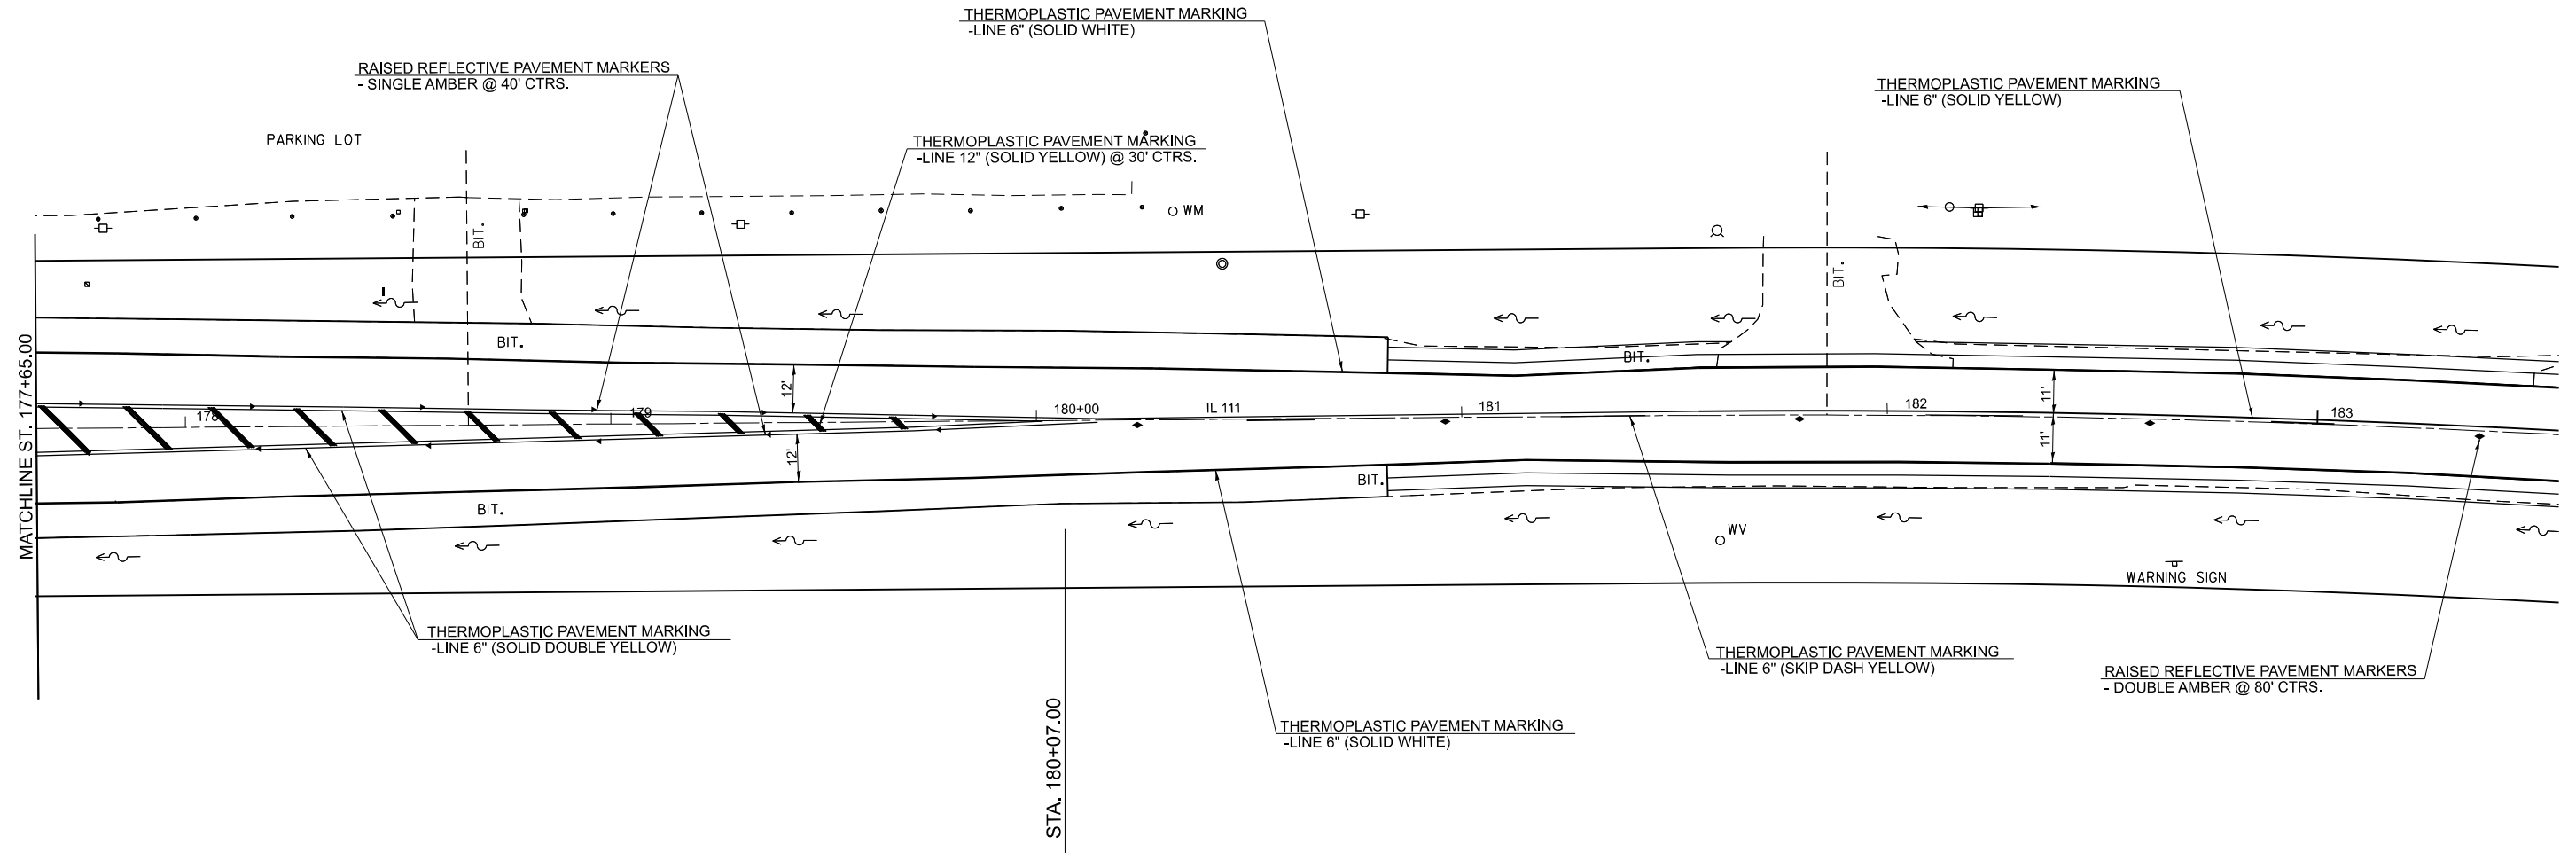 THERMOPLASTIC PAVEMENT MARKING
-LINE 6" (SOLID WHITE)
RAISED REFLECTIVE PAVEMENT MARKERS
- SINGLE AMBER @ 40' CTRS.
THERMOPLASTIC PAVEMENT MARKING
-LINE 6" (SOLID YELLOW)
PARKING LOT
THERMOPLASTIC PAVEMENT MARKING
-LINE 12" (SOLID YELLOW) @ 30' CTRS.
WM
BIT.
BIT.
BIT.
BIT.
MATCHLINE ST. 177+65.00
12'
11'
178
179
180+00
IL 111
181
182
183
12'
11'
BIT.
BIT.
WV
WARNING SIGN
THERMOPLASTIC PAVEMENT MARKING
-LINE 6" (SOLID DOUBLE YELLOW)
THERMOPLASTIC PAVEMENT MARKING
-LINE 6" (SKIP DASH YELLOW)
RAISED REFLECTIVE PAVEMENT MARKERS
- DOUBLE AMBER @ 80' CTRS.
STA. 180+07.00
THERMOPLASTIC PAVEMENT MARKING
-LINE 6" (SOLID WHITE)